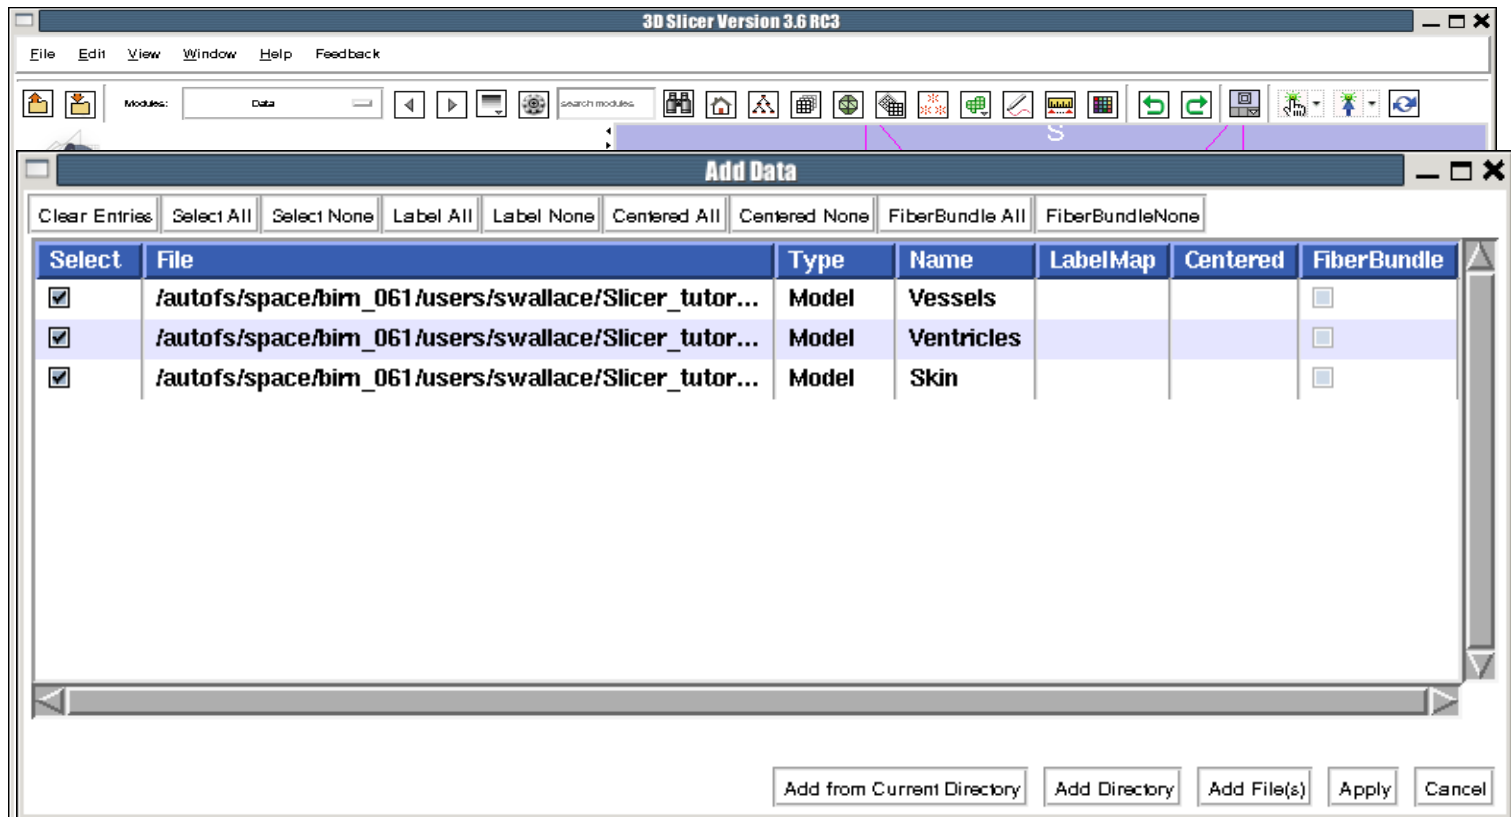 3D Slicer Version 3.6 RC3
File Edit View Window Help Feedback
Modules: Data search modules
S
Add Data
Clear Entries Select All Select None Label All Label None Centered All Centered None FiberBundle All FiberBundleNone
Select File Type Name LabelMap Centered FiberBundle
/autofs/space/birn_061/users/swallace/Slicer_tutor... Model Vessels
/autofs/space/birn_061/users/swallace/Slicer_tutor... Model Ventricles
/autofs/space/birn_061/users/swallace/Slicer_tutor... Model Skin
Add from Current Directory Add Directory Add File(s) Apply Cancel